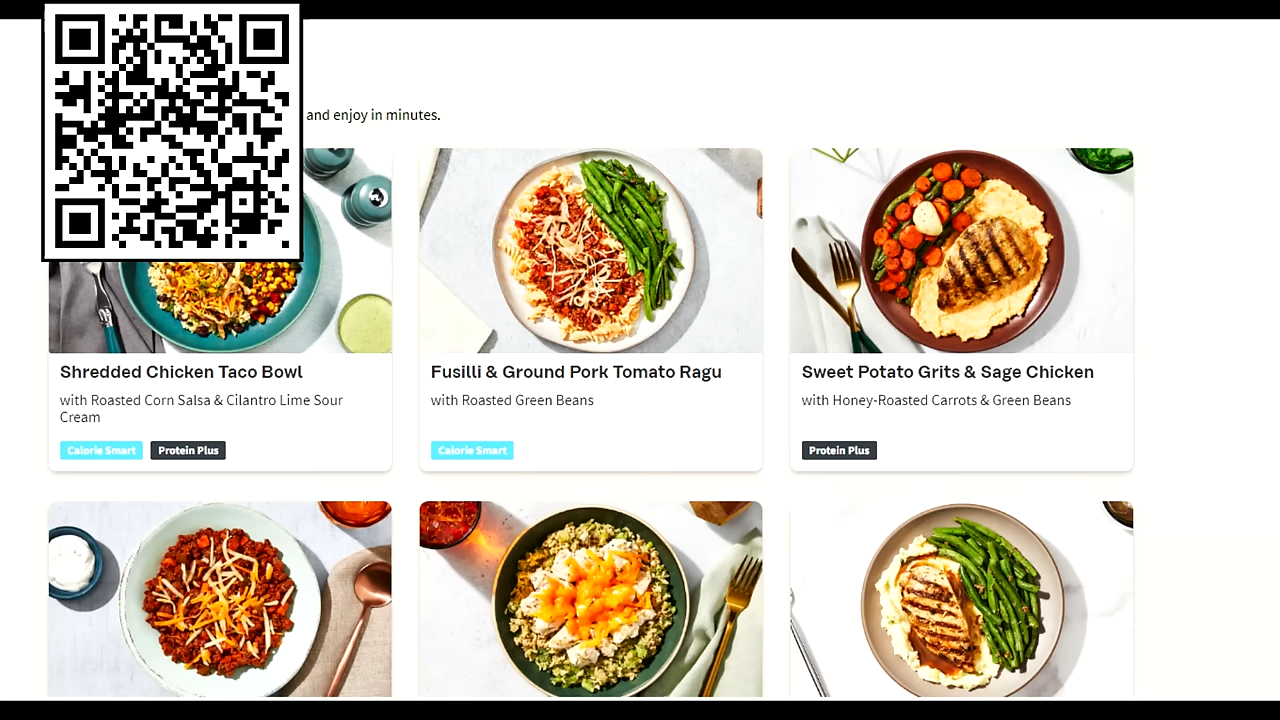 and enjoy in minutes.
Shredded Chicken Taco Bowl
with Roasted Corn Salsa & Cilantro Lime Sour
Cream
Calorie Smart
Protein Plus
Fusilli & Ground Pork Tomato Ragu
with Roasted Green Beans
Calorie Smart
Sweet Potato Grits & Sage Chicken
with Honey-Roasted Carrots & Green Beans
Protein Plus